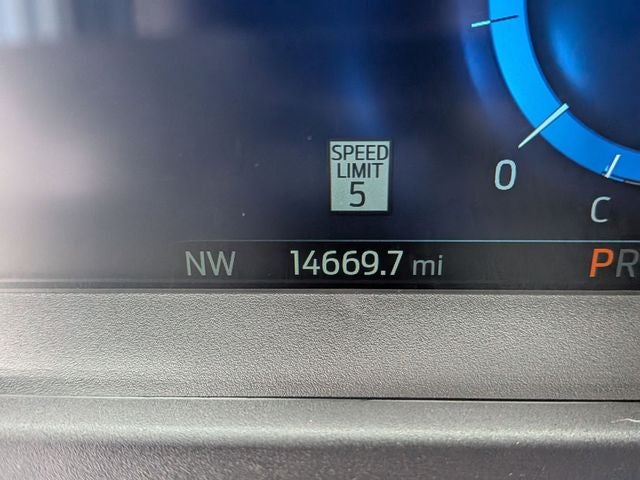 SPEED
LIMIT
5
0
C
NW 14669.7 mi PR